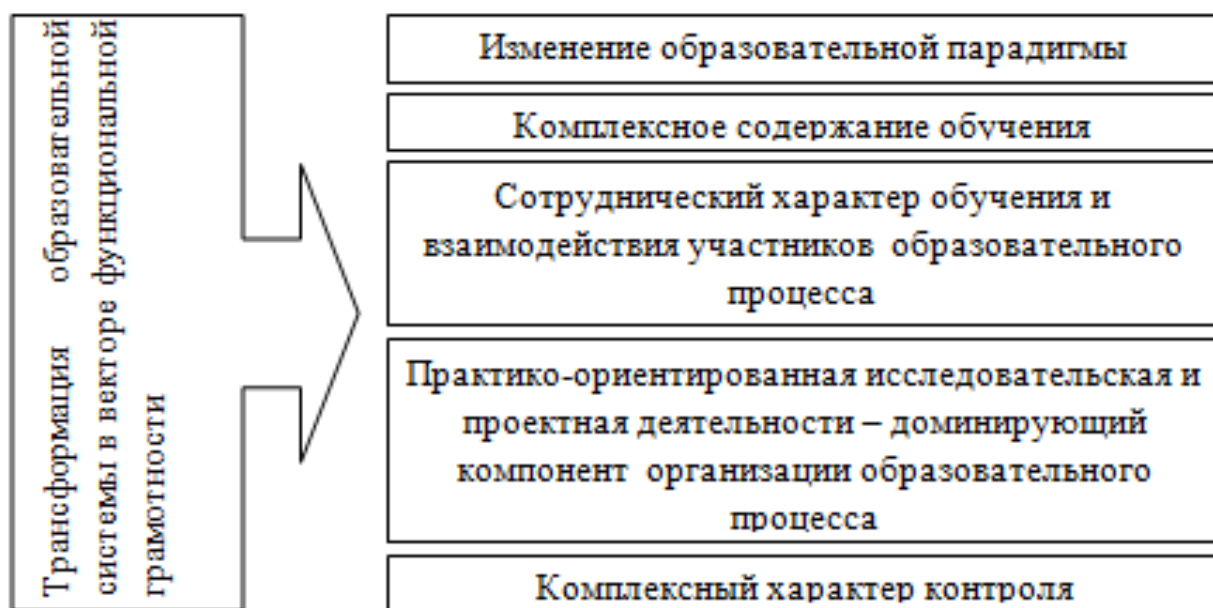 Трансформация образовательной
системы в векторе функциональной
грамотности
Изменение образовательной парадигмы
Комплексное содержание обучения
Сотруднический характер обучения и
взаимодействия участников образовательного
процесса
Практико-ориентированная исследовательская и
проектная деятельности – доминирующий
компонент организации образовательного
процесса
Комплексный характер контроля